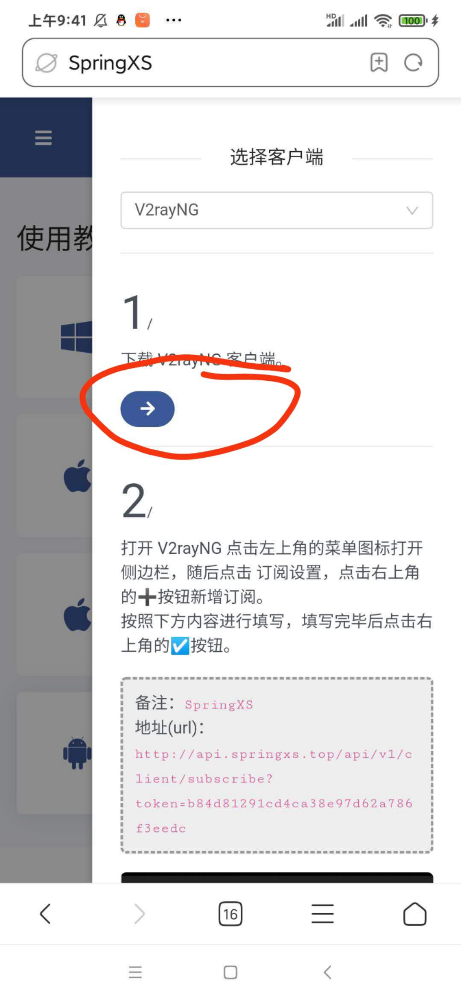 上午9:41
HD
100
SpringXS
选择客户端
V2rayNG
使用教
1/
下载 V2rayNG 客户端。
2/
打开 V2rayNG 点击左上角的菜单图标打开
侧边栏，随后点击 订阅设置，点击右上角
的➕按钮新增订阅。
按照下方内容进行填写，填写完毕后点击右
上角的☑️按钮。
备注：SpringXS
地址(url)：
http://api.springxs.top/api/v1/c
lient/subscribe?
token=b84d81291cd4ca38e97d62a786
f3eedc
16